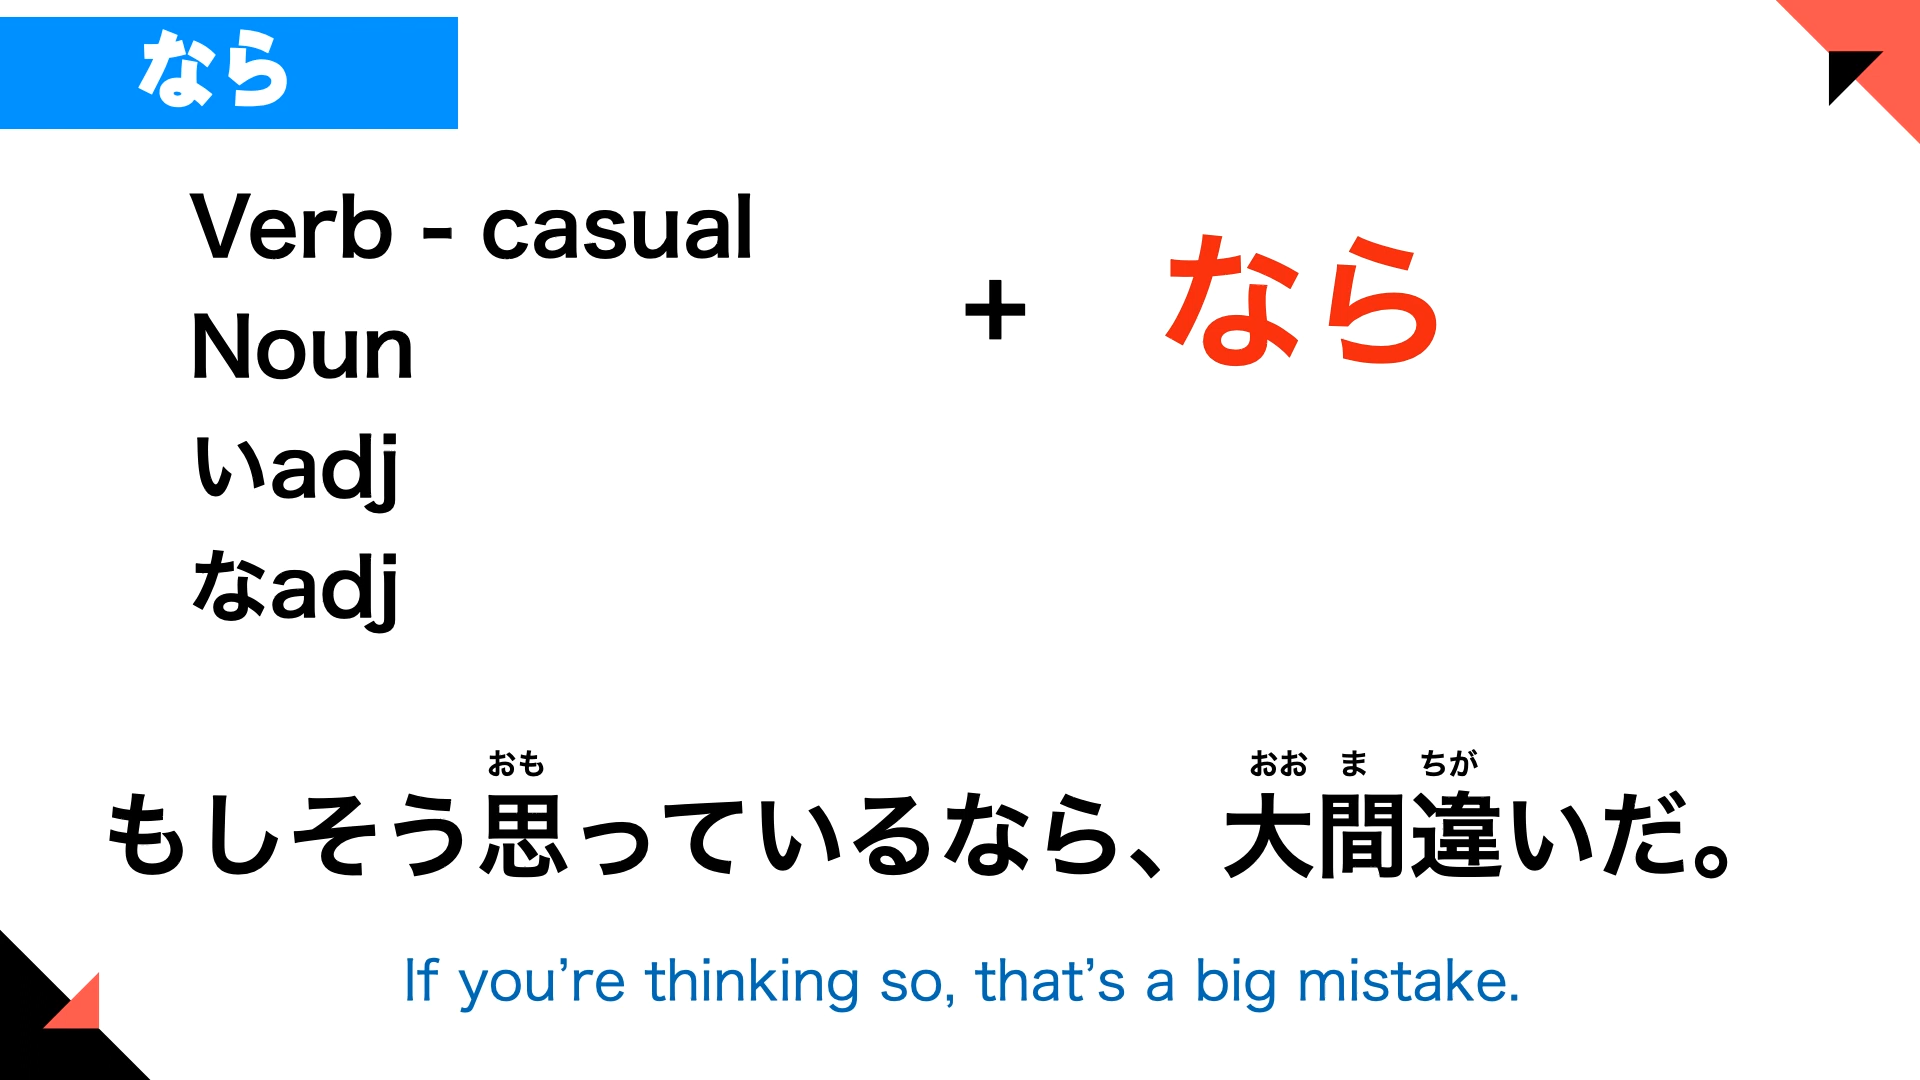 なら
Verb - casual
Noun
いadj
なadj
+
なら
おも おお ま ちが
もしそう思っているなら、大間違いだ。
If you’re thinking so, that’s a big mistake.